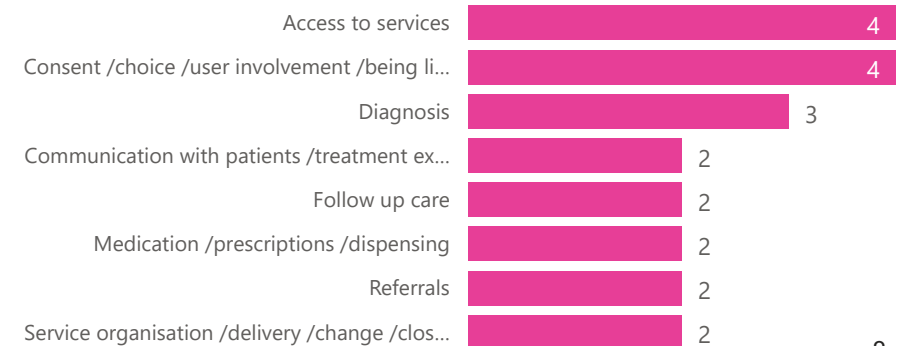 Access to services 4
Consent /choice /user involvement /being li... 4
Diagnosis 3
Communication with patients /treatment ex... 2
Follow up care 2
Medication /prescriptions /dispensing 2
Referrals 2
Service organisation /delivery /change /clos... 2